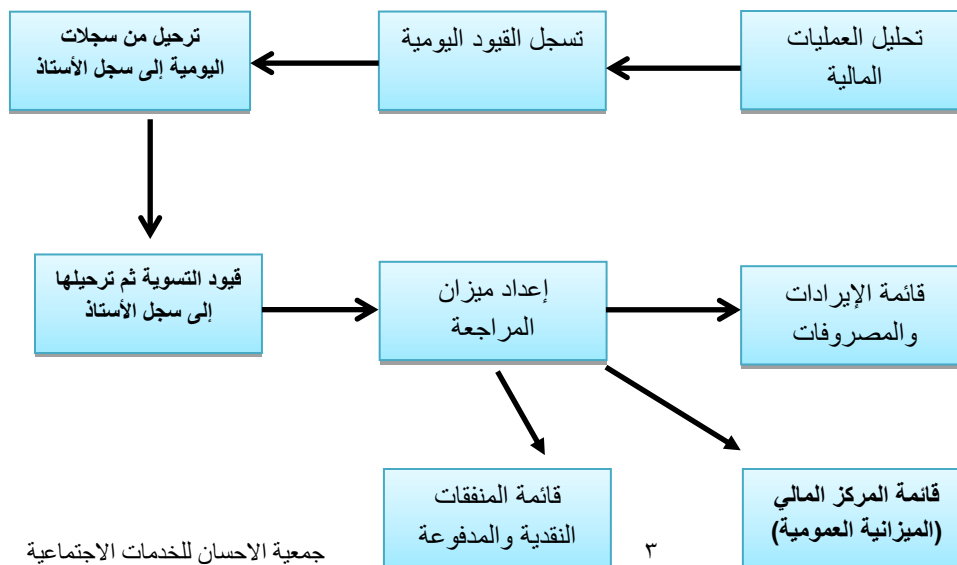 تحليل العمليات
المالية
تسجل القيود اليومية
ترحيل من سجلات
اليومية إلى سجل الأستاذ
قيود التسوية ثم ترحيلها
إلى سجل الأستاذ
إعداد ميزان
المراجعة
قائمة الإيرادات
والمصروفات
قائمة المركز المالي
(الميزانية العمومية)
قائمة المنفقات
النقدية والمدفوعة
٣
جمعية الاحسان للخدمات الاجتماعية